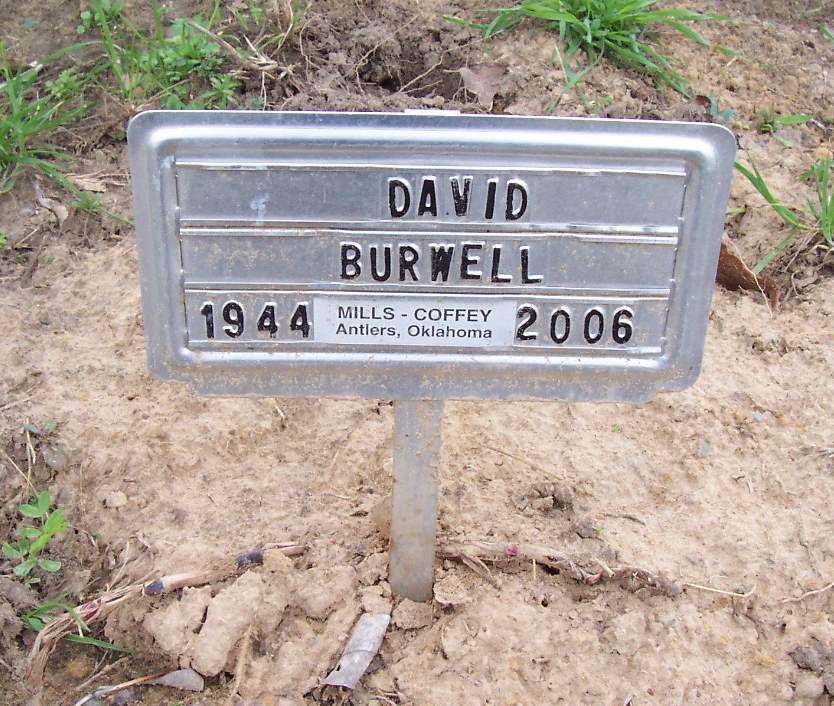 DAVID
BURWELL
1944 MILLS - COFFEY 2006
Antlers, Oklahoma